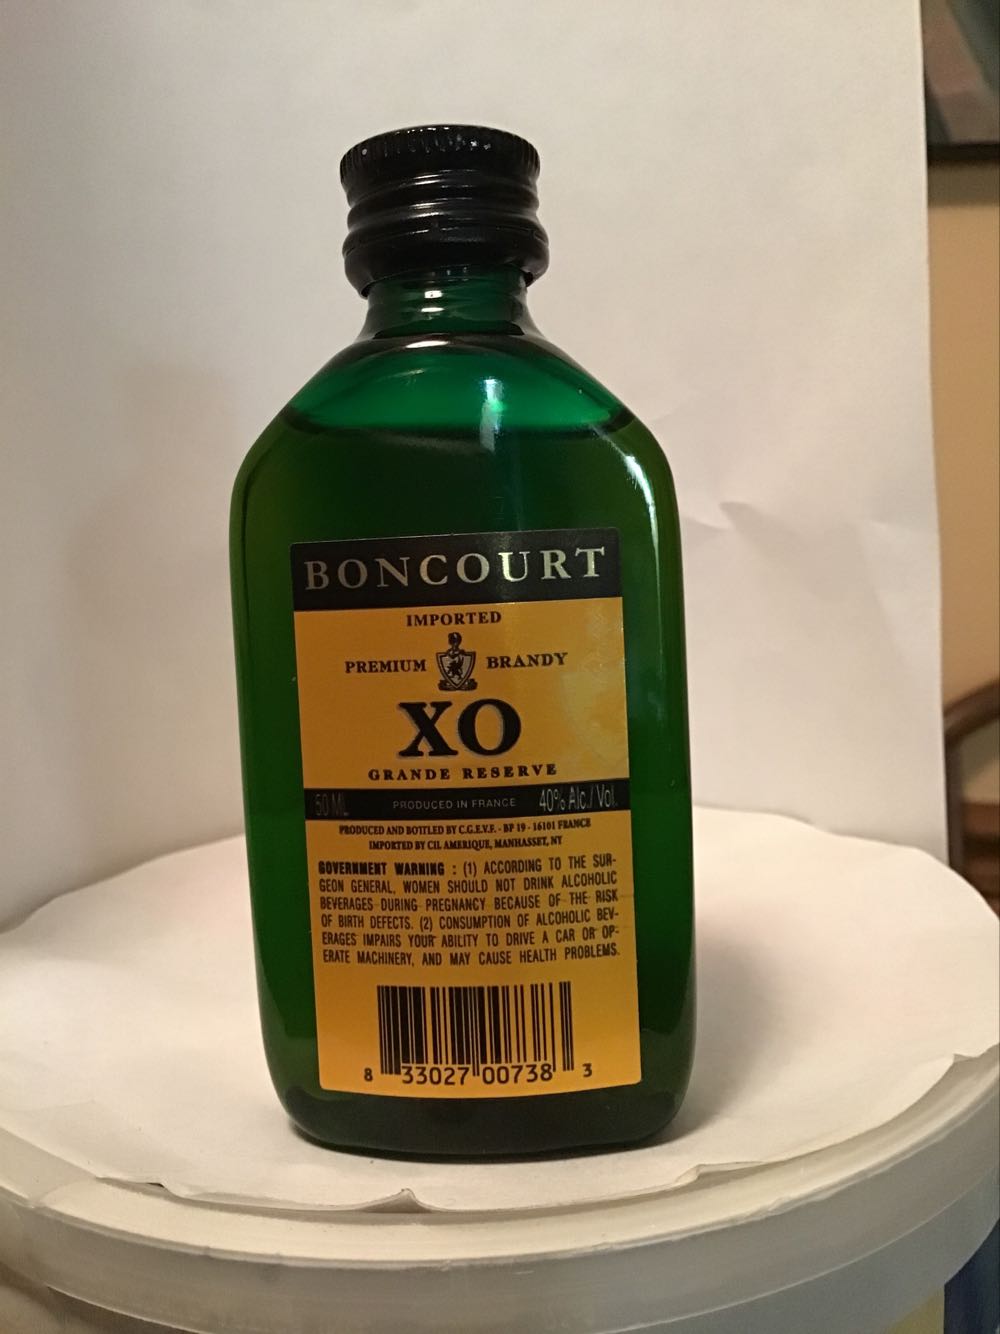 BONCOURT
IMPORTED
PREMIUM BRANDY
XO
GRANDE RESERVE
50 ML PRODUCED IN FRANCE 40% Alc./Vol.
PRODUCED AND BOTTLED BY C.G.E.V.F. - BP 19 - 16101 FRANCE
IMPORTED BY CIL AMERIQUE, MANHASSET, NY
GOVERNMENT WARNING : (1) ACCORDING TO THE SUR-
GEON GENERAL, WOMEN SHOULD NOT DRINK ALCOHOLIC
BEVERAGES DURING PREGNANCY BECAUSE OF THE RISK
OF BIRTH DEFECTS. (2) CONSUMPTION OF ALCOHOLIC BEV-
ERAGES IMPAIRS YOUR ABILITY TO DRIVE A CAR OR OP-
ERATE MACHINERY, AND MAY CAUSE HEALTH PROBLEMS.
8 33027 00738 3